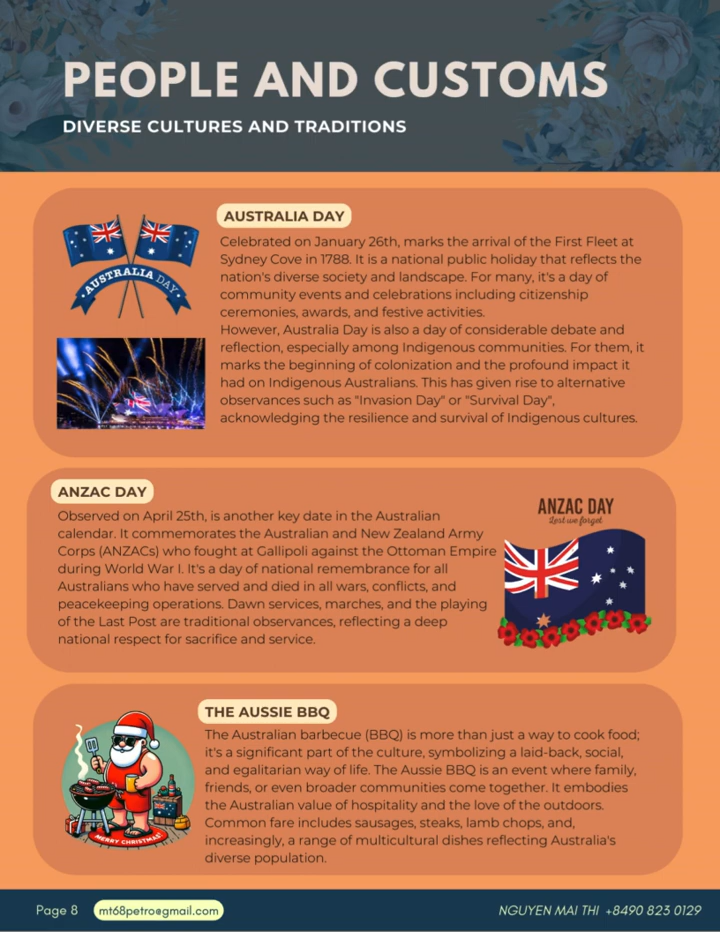 PEOPLE AND CUSTOMS
DIVERSE CULTURES AND TRADITIONS
AUSTRALIA DAY
AUSTRALIA DAY
Celebrated on January 26th, marks the arrival of the First Fleet at
Sydney Cove in 1788. It is a national public holiday that reflects the
nation's diverse society and landscape. For many, it's a day of
community events and celebrations including citizenship
ceremonies, awards, and festive activities.
However, Australia Day is also a day of considerable debate and
reflection, especially among Indigenous communities. For them, it
marks the beginning of colonization and the profound impact it
had on Indigenous Australians. This has given rise to alternative
observances such as "Invasion Day" or "Survival Day",
acknowledging the resilience and survival of Indigenous cultures.
ANZAC DAY
Observed on April 25th, is another key date in the Australian
calendar. It commemorates the Australian and New Zealand Army
Corps (ANZACs) who fought at Gallipoli against the Ottoman Empire
during World War I. It's a day of national remembrance for all
Australians who have served and died in all wars, conflicts, and
peacekeeping operations. Dawn services, marches, and the playing
of the Last Post are traditional observances, reflecting a deep
national respect for sacrifice and service.
ANZAC DAY
Lest we forget
THE AUSSIE BBQ
The Australian barbecue (BBQ) is more than just a way to cook food;
it's a significant part of the culture, symbolizing a laid-back, social,
and egalitarian way of life. The Aussie BBQ is an event where family,
friends, or even broader communities come together. It embodies
the Australian value of hospitality and the love of the outdoors.
Common fare includes sausages, steaks, lamb chops, and,
increasingly, a range of multicultural dishes reflecting Australia's
diverse population.
MERRY CHRISTMAS
Page 8
mt68petro@gmail.com
NGUYEN MAI THI +8490 823 0129